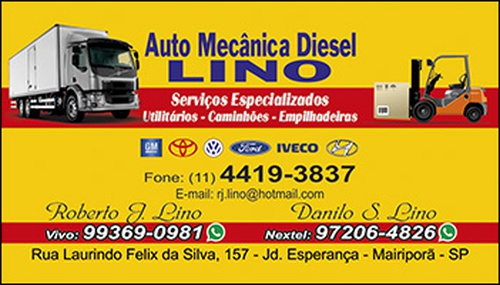 Auto Mecânica Diesel
LINO
Serviços Especializados
Utilitários - Caminhões - Empilhadeiras
GM Ford IVECO
Fone: (11) 4419-3837
E-mail: rj.lino@hotmail.com
Roberto J. Lino Danilo S. Lino
Vivo: 99369-0981 Nextel: 97206-4826
Rua Laurindo Felix da Silva, 157 - Jd. Esperança - Mairiporã - SP